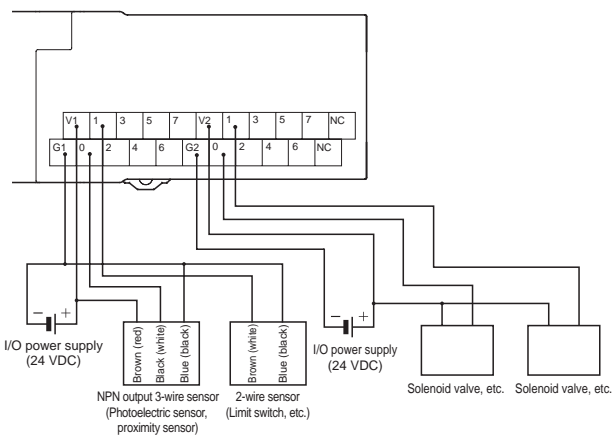 V1 1 3 5 7 V2 1 3 5 7 NC
G1 0 2 4 6 G2 0 2 4 6 NC
− +
I/O power supply
(24 VDC)
Brown (red)
Black (white)
Blue (black)
NPN output 3-wire sensor
(Photoelectric sensor,
proximity sensor)
Brown (white)
Blue (black)
2-wire sensor
(Limit switch, etc.)
− +
I/O power supply
(24 VDC)
Solenoid valve, etc.
Solenoid valve, etc.